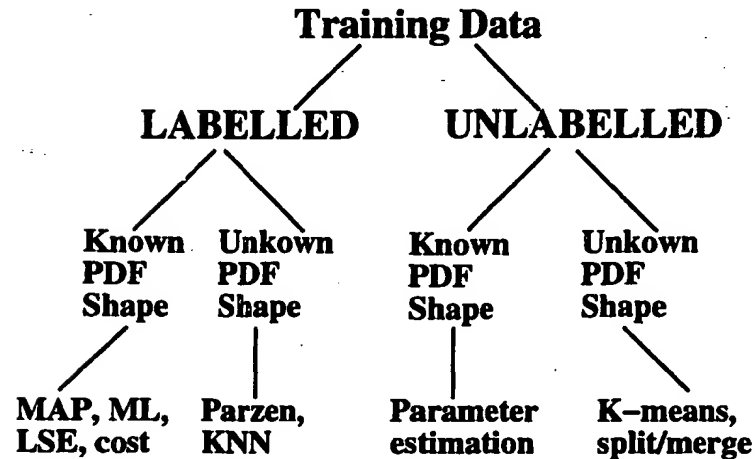 Training Data
LABELLED
UNLABELLED
Known
PDF
Shape
Unkown
PDF
Shape
Known
PDF
Shape
Unkown
PDF
Shape
MAP, ML,
LSE, cost
Parzen,
KNN
Parameter
estimation
K–means,
split/merge